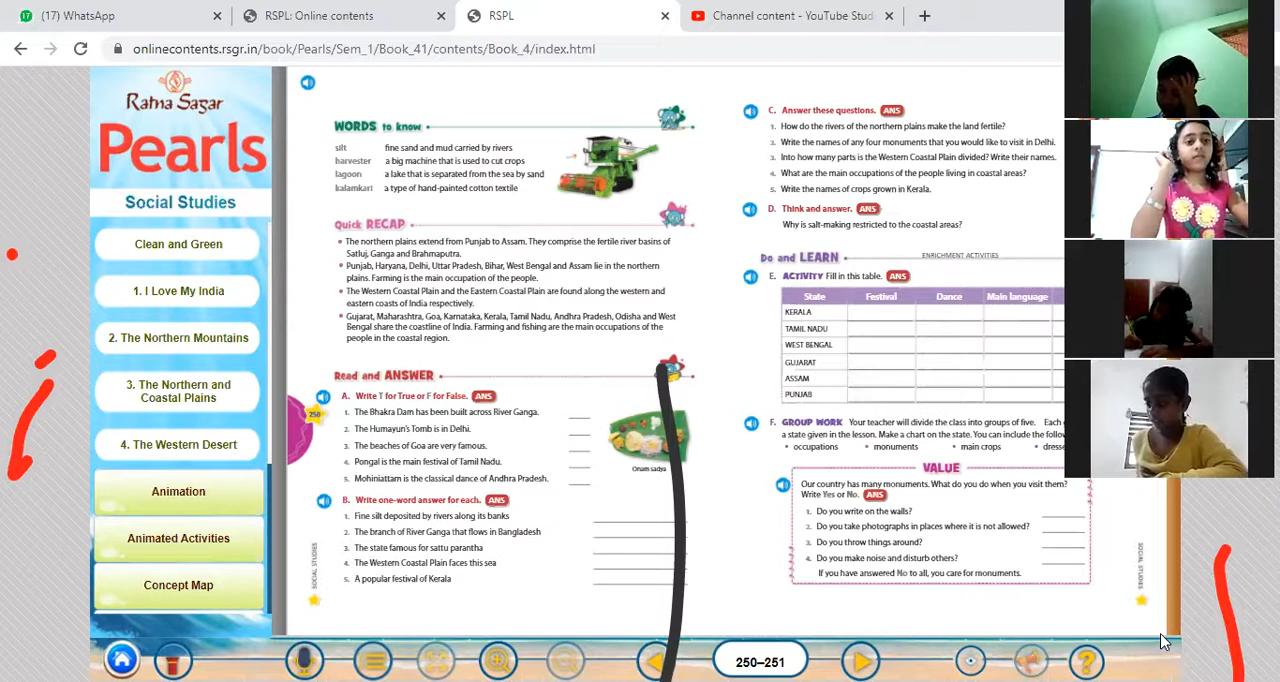 (17) WhatsApp
RSPL: Online contents
RSPL
Channel content - YouTube Stud
onlinecontents.rsgr.in/book/Pearls/Sem_1/Book_41/contents/Book_4/index.html
Ratna Sagar
Pearls
Social Studies
Clean and Green
1. I Love My India
2. The Northern Mountains
3. The Northern and
Coastal Plains
4. The Western Desert
Animation
Animated Activities
Concept Map
WORDS to know
silt fine sand and mud carried by rivers
harvester a big machine that is used to cut crops
lagoon a lake that is separated from the sea by sand
kalamkari a type of hand-painted cotton textile
Quick RECAP
• The northern plains extend from Punjab to Assam. They comprise the fertile river basins of
Satluj, Ganga and Brahmaputra.
• Punjab, Haryana, Delhi, Uttar Pradesh, Bihar, West Bengal and Assam lie in the northern
plains. Farming is the main occupation of the people.
• The Western Coastal Plain and the Eastern Coastal Plain are found along the western and
eastern coasts of India respectively.
• Gujarat, Maharashtra, Goa, Karnataka, Kerala, Tamil Nadu, Andhra Pradesh, Odisha and West
Bengal share the coastline of India. Farming and fishing are the main occupations of the
people in the coastal region.
Read and ANSWER
A. Write T for True or F for False. ANS
1. The Bhakra Dam has been built across River Ganga.
2. The Humayun's Tomb is in Delhi.
3. The beaches of Goa are very famous.
4. Pongal is the main festival of Tamil Nadu.
5. Mohiniattam is the classical dance of Andhra Pradesh.
Onam sadya
250
B. Write one-word answer for each. ANS
1. Fine silt deposited by rivers along its banks
2. The branch of River Ganga that flows in Bangladesh
3. The state famous for sattu parantha
4. The Western Coastal Plain faces this sea
5. A popular festival of Kerala
SOCIAL STUDIES
C. Answer these questions. ANS
1. How do the rivers of the northern plains make the land fertile?
2. Write the names of any four monuments that you would like to visit in Delhi.
3. Into how many parts is the Western Coastal Plain divided? Write their names.
4. What are the main occupations of the people living in coastal areas?
5. Write the names of crops grown in Kerala.
D. Think and answer. ANS
Why is salt-making restricted to the coastal areas?
Do and LEARN ENRICHMENT ACTIVITIES
E. ACTIVITY Fill in this table. ANS
State Festival Dance Main language
KERALA
TAMIL NADU
WEST BENGAL
GUJARAT
ASSAM
PUNJAB
F. GROUP WORK Your teacher will divide the class into groups of five. Each
a state given in the lesson. Make a chart on the state. You can include the follow
• occupations • monuments • main crops • dresse
VALUE
Our country has many monuments. What do you do when you visit them?
Write Yes or No. ANS
1. Do you write on the walls?
2. Do you take photographs in places where it is not allowed?
3. Do you throw things around?
4. Do you make noise and disturb others?
If you have answered No to all, you care for monuments.
SOCIAL STUDIES
250-251